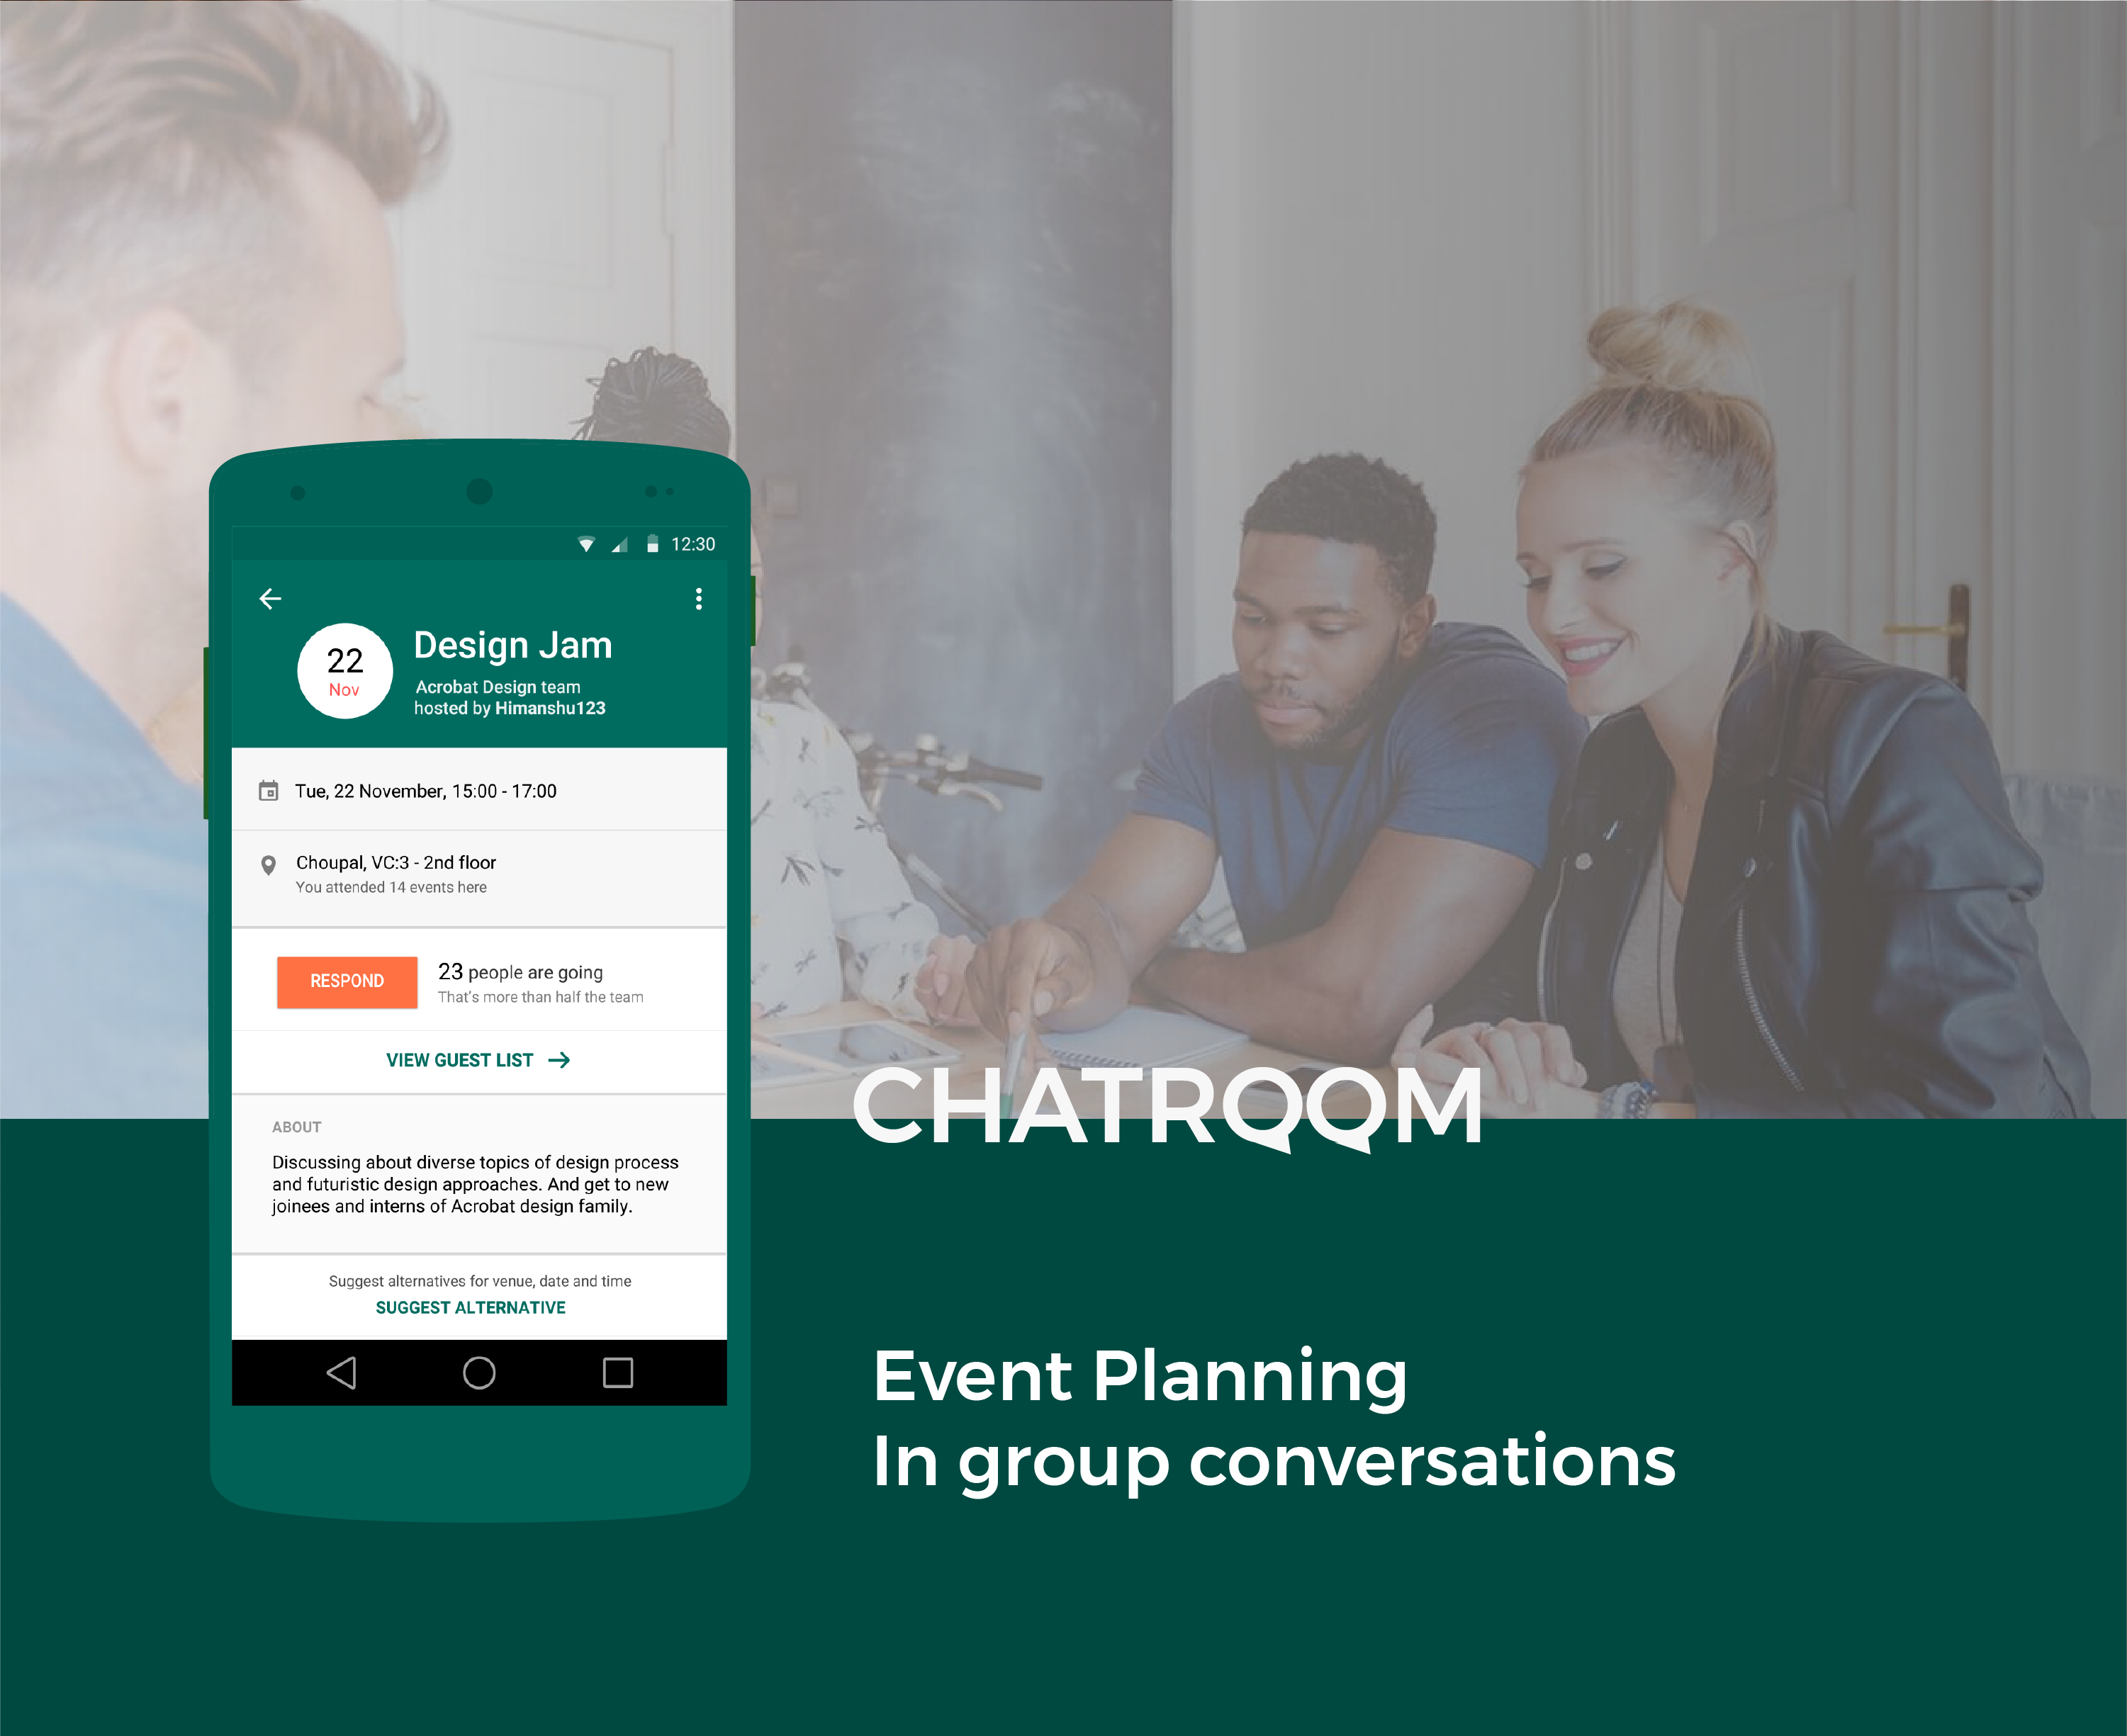 12:30
22
Nov
Design Jam
Acrobat Design team
hosted by Himanshu123
Tue, 22 November, 15:00 - 17:00
Choupal, VC:3 - 2nd floor
You attended 14 events here
RESPOND
23 people are going
That's more than half the team
VIEW GUEST LIST
ABOUT
Discussing about diverse topics of design process
and futuristic design approaches. And get to new
joinees and interns of Acrobat design family.
Suggest alternatives for venue, date and time
SUGGEST ALTERNATIVE
CHATROOM
Event Planning
In group conversations